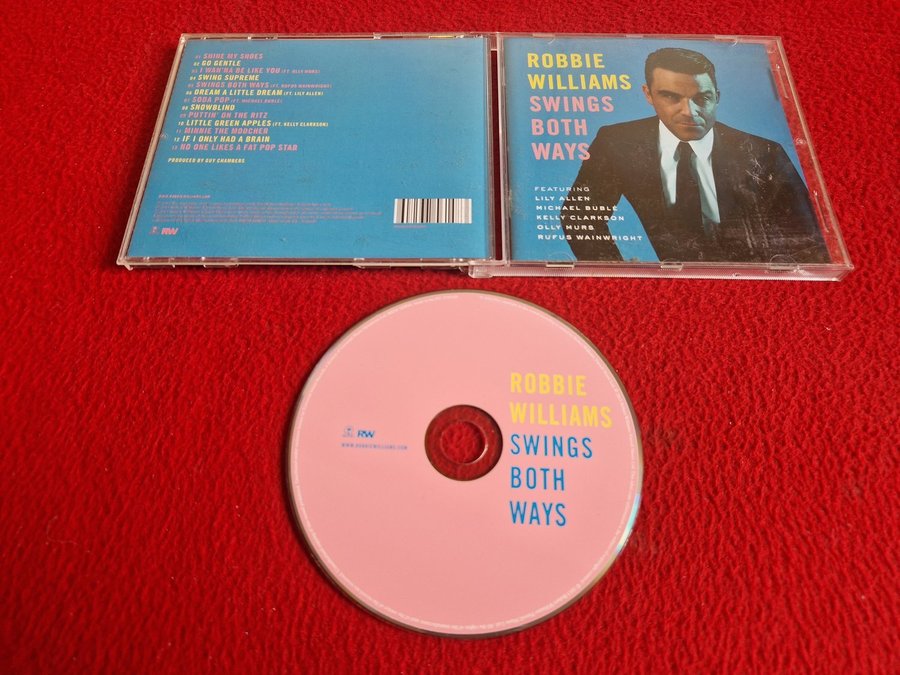 01 SHINE MY SHOES
02 GO GENTLE
03 I WAN'NA BE LIKE YOU (FT. OLLY MURS)
04 SWING SUPREME
05 SWINGS BOTH WAYS (FT. RUFUS WAINWRIGHT)
06 DREAM A LITTLE DREAM (FT. LILY ALLEN)
07 SODA POP (FT. MICHAEL BUBLÉ)
08 SNOWBLIND
09 PUTTIN' ON THE RITZ
10 LITTLE GREEN APPLES (FT. KELLY CLARKSON)
11 MINNIE THE MOOCHER
12 IF I ONLY HAD A BRAIN
13 NO ONE LIKES A FAT POP STAR
PRODUCED BY GUY CHAMBERS
WWW.ROBBIEWILLIAMS.COM
RW
ROBBIE
WILLIAMS
SWINGS
BOTH
WAYS
FEATURING
LILY ALLEN
MICHAEL BUBLÉ
KELLY CLARKSON
OLLY MURS
RUFUS WAINWRIGHT
ROBBIE
WILLIAMS
SWINGS
BOTH
WAYS
RW
WWW.ROBBIEWILLIAMS.COM